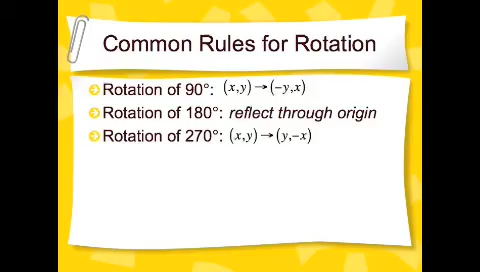 Common Rules for Rotation
Rotation of 90°: (x,y)→(−y,x)
Rotation of 180°: reflect through origin
Rotation of 270°: (x,y)→(y,−x)